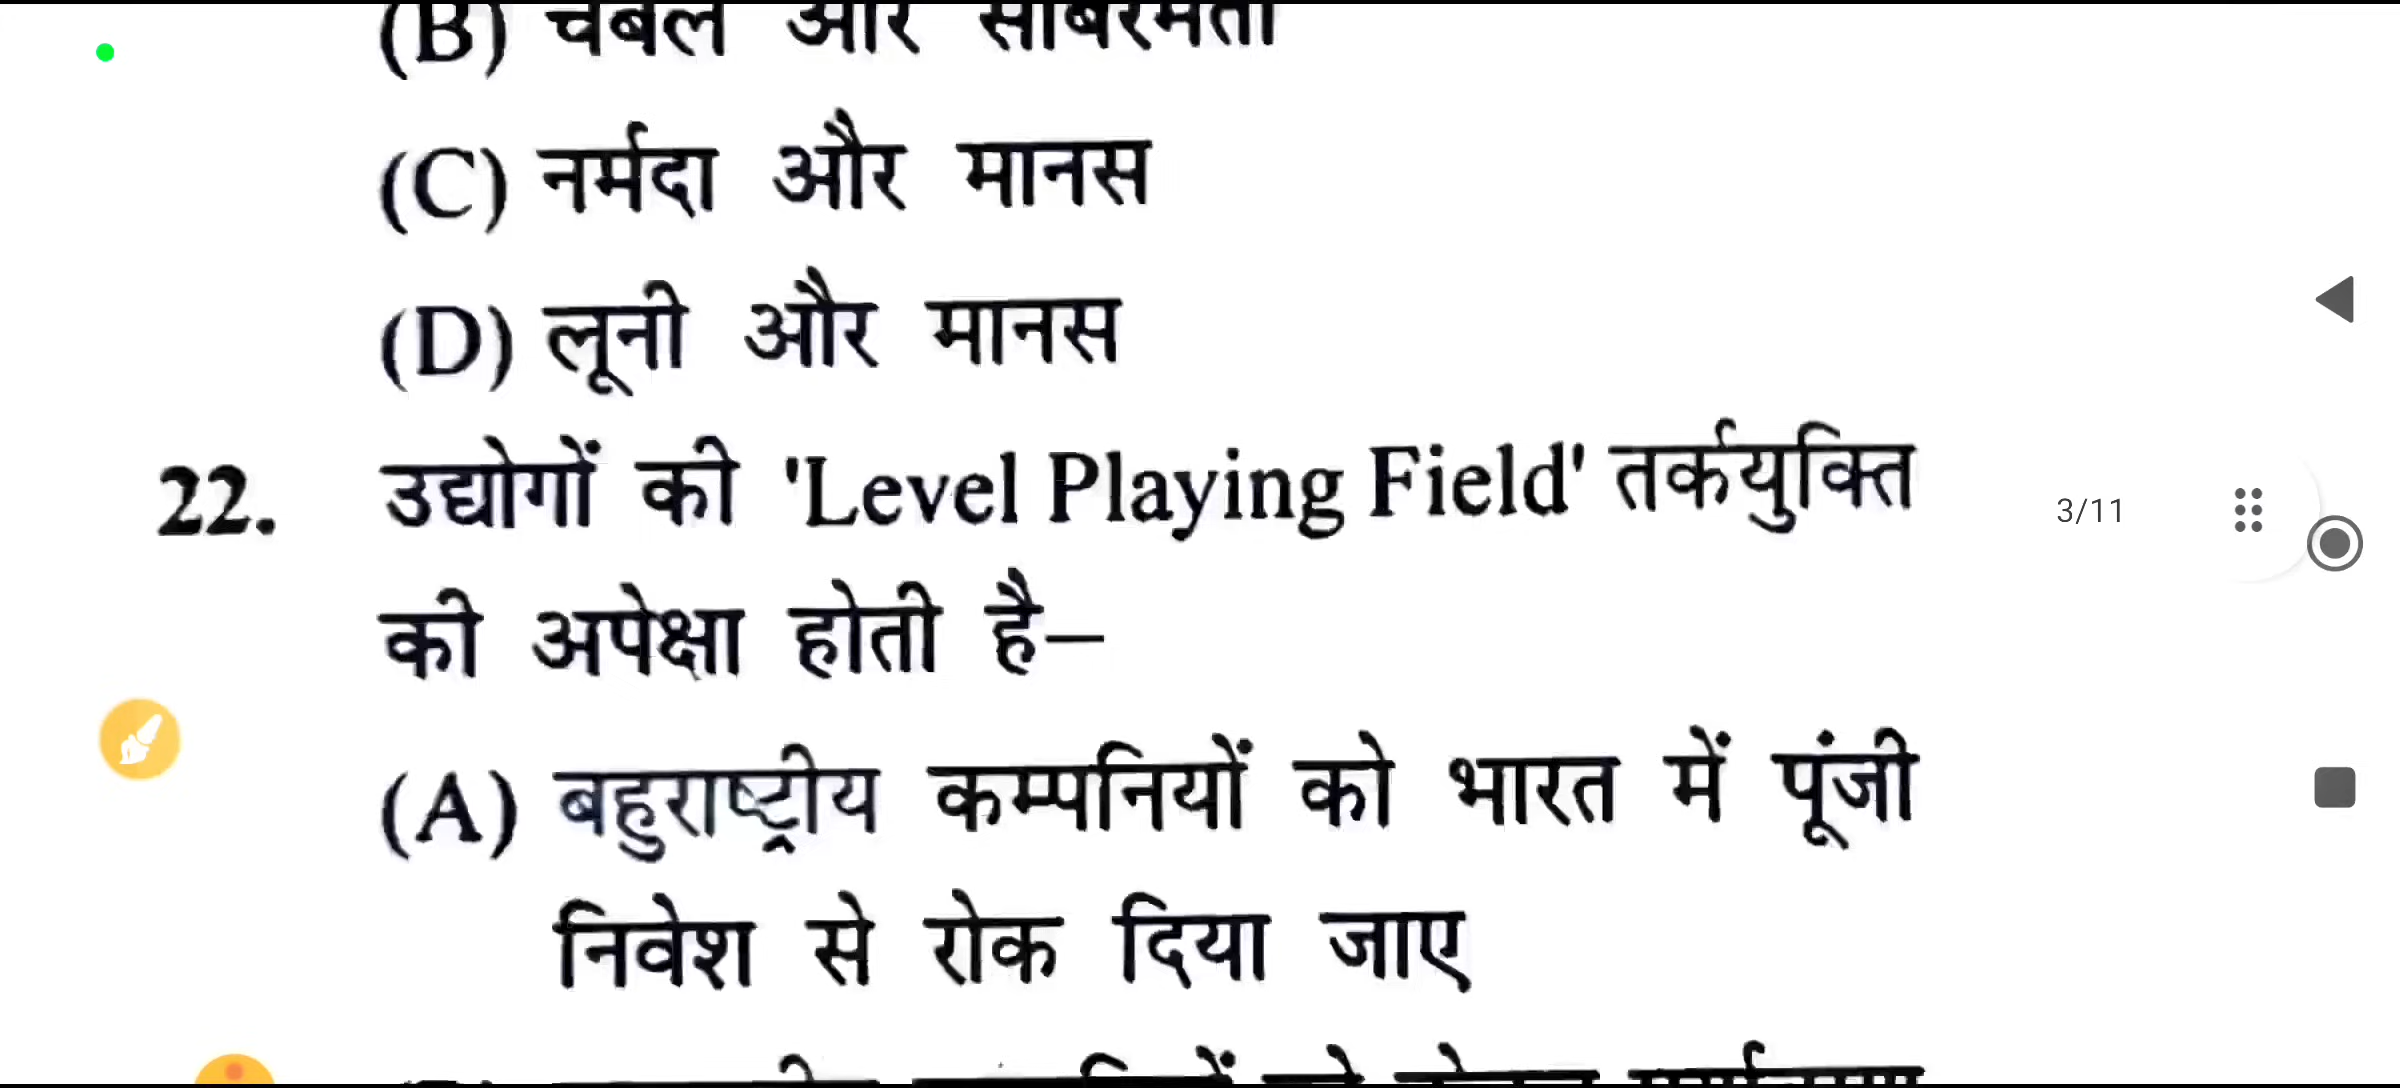 (B) चंबल और साबरमती
(C) नर्मदा और मानस
(D) लूनी और मानस
22. उद्योगों की 'Level Playing Field' तर्कयुक्ति
3/11
की अपेक्षा होती है–
(A) बहुराष्ट्रीय कम्पनियों को भारत में पूंजी
निवेश से रोक दिया जाए